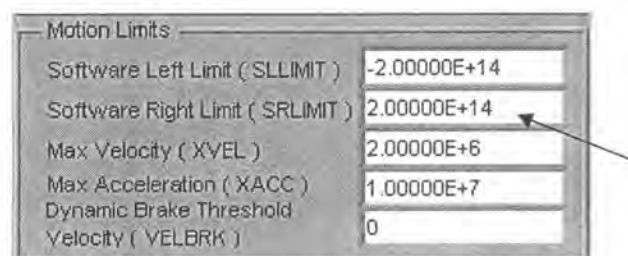 Motion Limits
Software Left Limit ( SLLIMIT ) -2.00000E+14
Software Right Limit ( SRLIMIT ) 2.00000E+14
Max Velocity ( XVEL ) 2.00000E+6
Max Acceleration ( XACC ) 1.00000E+7
Dynamic Brake Threshold
Velocity ( VELBRK ) 0